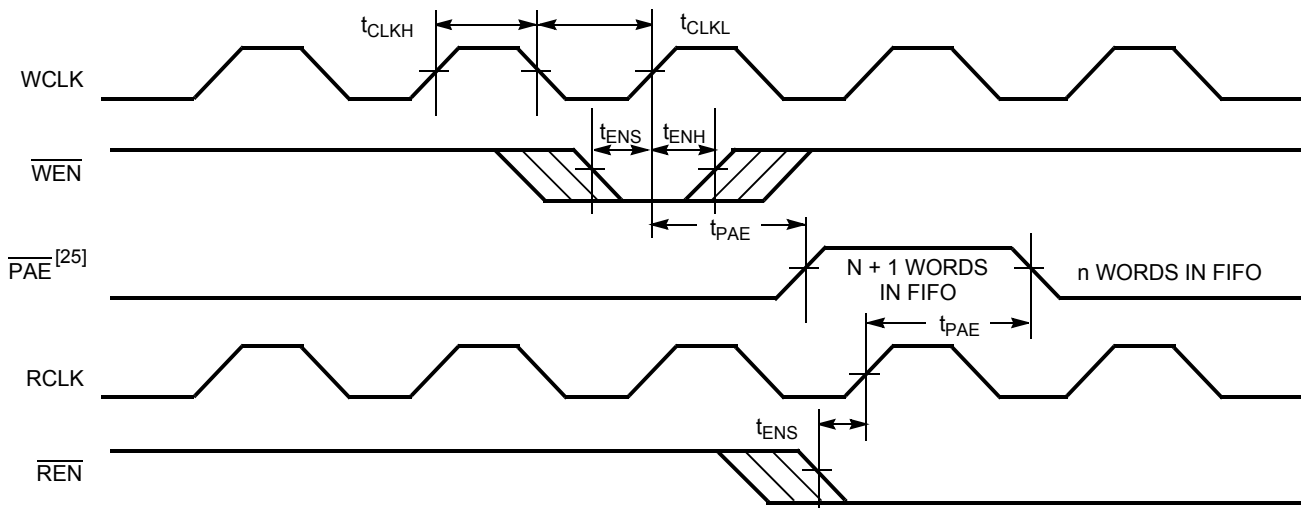 tCLKH
tCLKL
WCLK
tENS
tENH
WEN
tPAE
PAE [25]
N + 1 WORDS
IN FIFO
n WORDS IN FIFO
tPAE
RCLK
tENS
REN